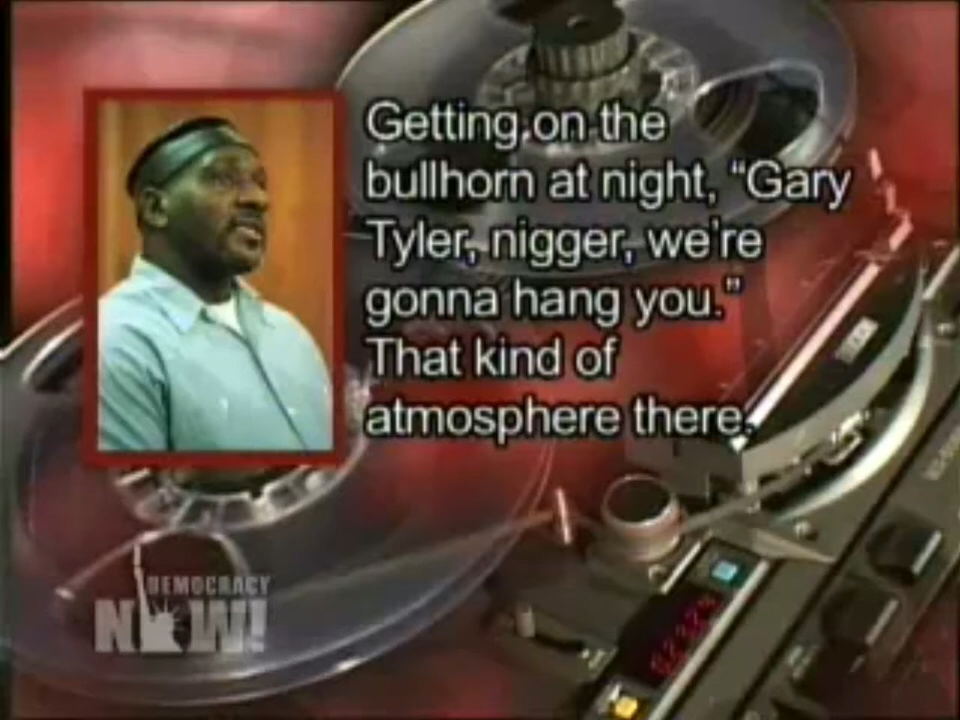 Getting on the
bullhorn at night, “Gary
Tyler, nigger, we're
gonna hang you.”
That kind of
atmosphere there.
DEMOCRACY
NOW!